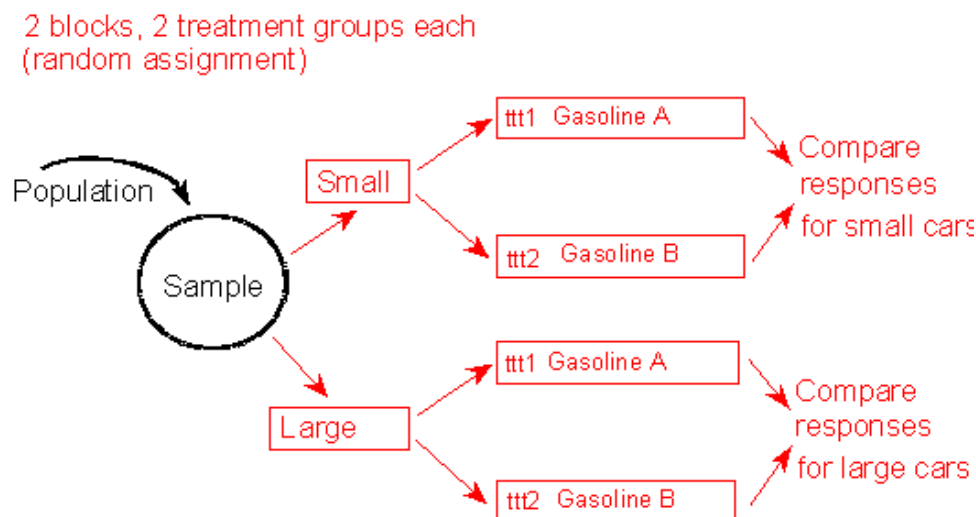 2 blocks, 2 treatment groups each
(random assignment)
Population
Sample
Small
ttt1 Gasoline A
ttt2 Gasoline B
Compare
responses
for small cars
Large
ttt1 Gasoline A
ttt2 Gasoline B
Compare
responses
for large cars